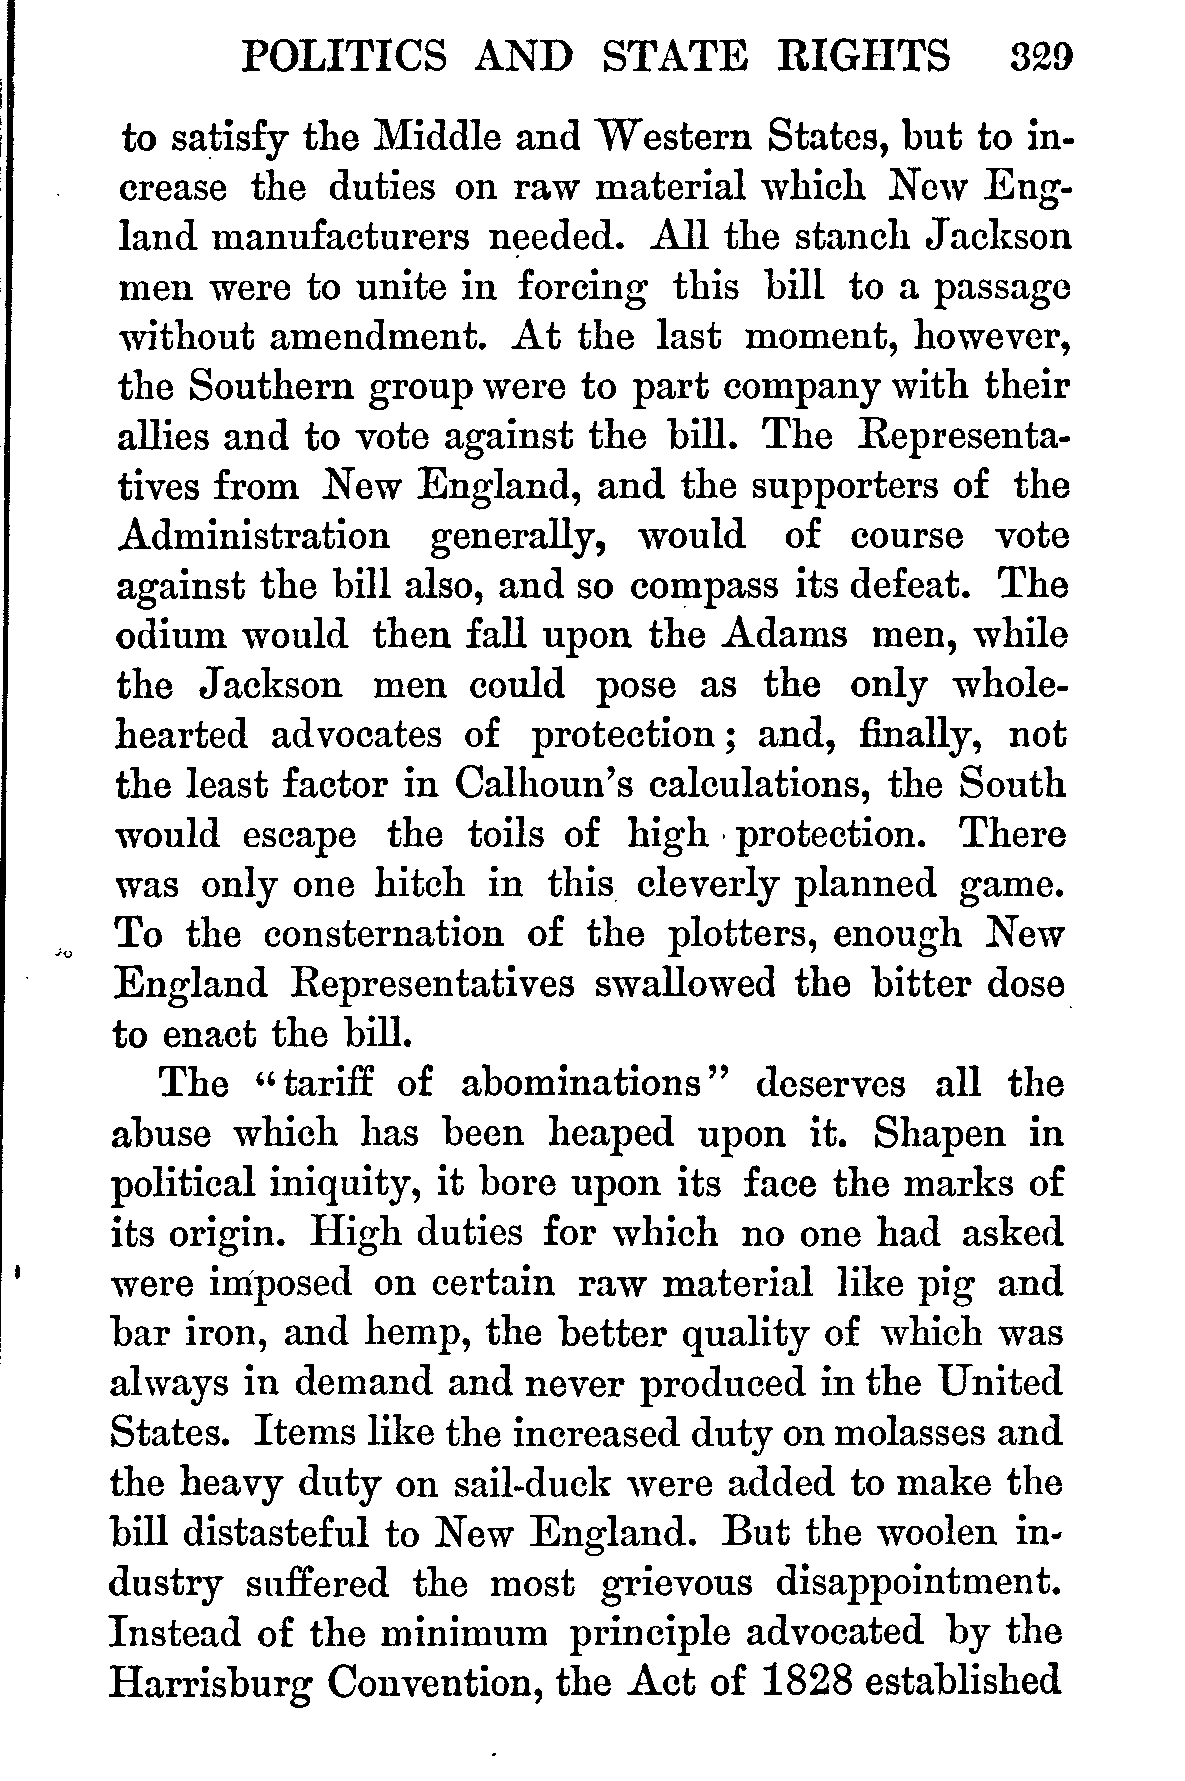 POLITICS AND STATE RIGHTS 329
to satisfy the Middle and Western States, but to in-
crease the duties on raw material which New Eng-
land manufacturers needed. All the stanch Jackson
men were to unite in forcing this bill to a passage
without amendment. At the last moment, however,
the Southern group were to part company with their
allies and to vote against the bill. The Representa-
tives from New England, and the supporters of the
Administration generally, would of course vote
against the bill also, and so compass its defeat. The
odium would then fall upon the Adams men, while
the Jackson men could pose as the only whole-
hearted advocates of protection; and, finally, not
the least factor in Calhoun's calculations, the South
would escape the toils of high protection. There
was only one hitch in this cleverly planned game.
To the consternation of the plotters, enough New
England Representatives swallowed the bitter dose
to enact the bill.
The "tariff of abominations" deserves all the
abuse which has been heaped upon it. Shapen in
political iniquity, it bore upon its face the marks of
its origin. High duties for which no one had asked
were imposed on certain raw material like pig and
bar iron, and hemp, the better quality of which was
always in demand and never produced in the United
States. Items like the increased duty on molasses and
the heavy duty on sail-duck were added to make the
bill distasteful to New England. But the woolen in-
dustry suffered the most grievous disappointment.
Instead of the minimum principle advocated by the
Harrisburg Convention, the Act of 1828 established